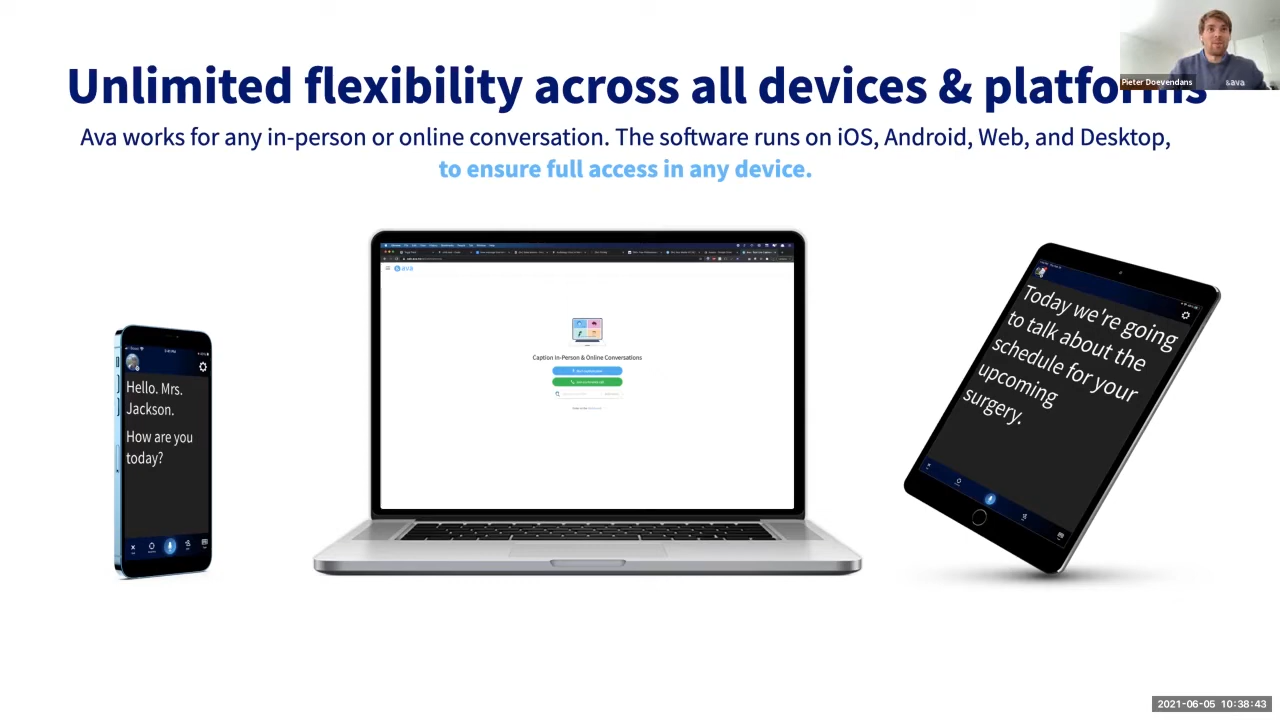 Unlimited flexibility across all devices & platforms
Pieter Doevendans
ava
Ava works for any in-person or online conversation. The software runs on iOS, Android, Web, and Desktop,
to ensure full access in any device.
ava
Caption In-Person & Online Conversations
Hello. Mrs.
Jackson.
How are you
today?
Today we're going
to talk about the
schedule for your
upcoming
surgery.
2021-06-05 10:38:43